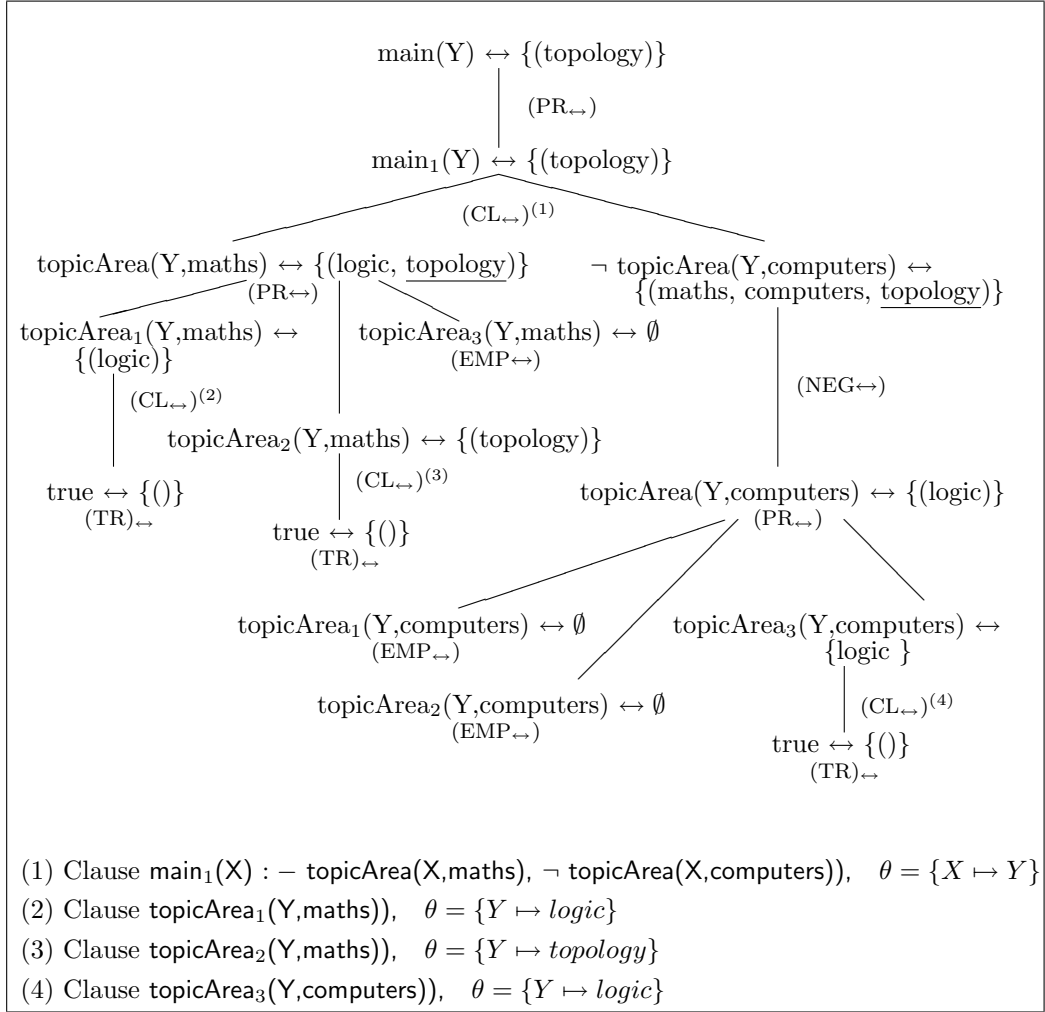 main(Y) ↔ {(topology)}
(PR↔)
main₁(Y) ↔ {(topology)}
(CL↔)⁽¹⁾
topicArea(Y,maths) ↔ {(logic, topology)}
(PR↔)
¬ topicArea(Y,computers) ↔
{(maths, computers, topology)}
topicArea₁(Y,maths) ↔
{(logic)}
topicArea₃(Y,maths) ↔ ∅
(EMP↔)
(CL↔)⁽²⁾
(NEG↔)
topicArea₂(Y,maths) ↔ {(topology)}
(CL↔)⁽³⁾
true ↔ {()}
(TR)↔
true ↔ {()}
(TR)↔
topicArea(Y,computers) ↔ {(logic)}
(PR↔)
topicArea₁(Y,computers) ↔ ∅
(EMP↔)
topicArea₃(Y,computers) ↔
{logic }
topicArea₂(Y,computers) ↔ ∅
(EMP↔)
(CL↔)⁽⁴⁾
true ↔ {()}
(TR)↔
(1) Clause main₁(X) : − topicArea(X,maths), ¬ topicArea(X,computers)), θ = {X ↦ Y}
(2) Clause topicArea₁(Y,maths)), θ = {Y ↦ logic}
(3) Clause topicArea₂(Y,maths)), θ = {Y ↦ topology}
(4) Clause topicArea₃(Y,computers)), θ = {Y ↦ logic}